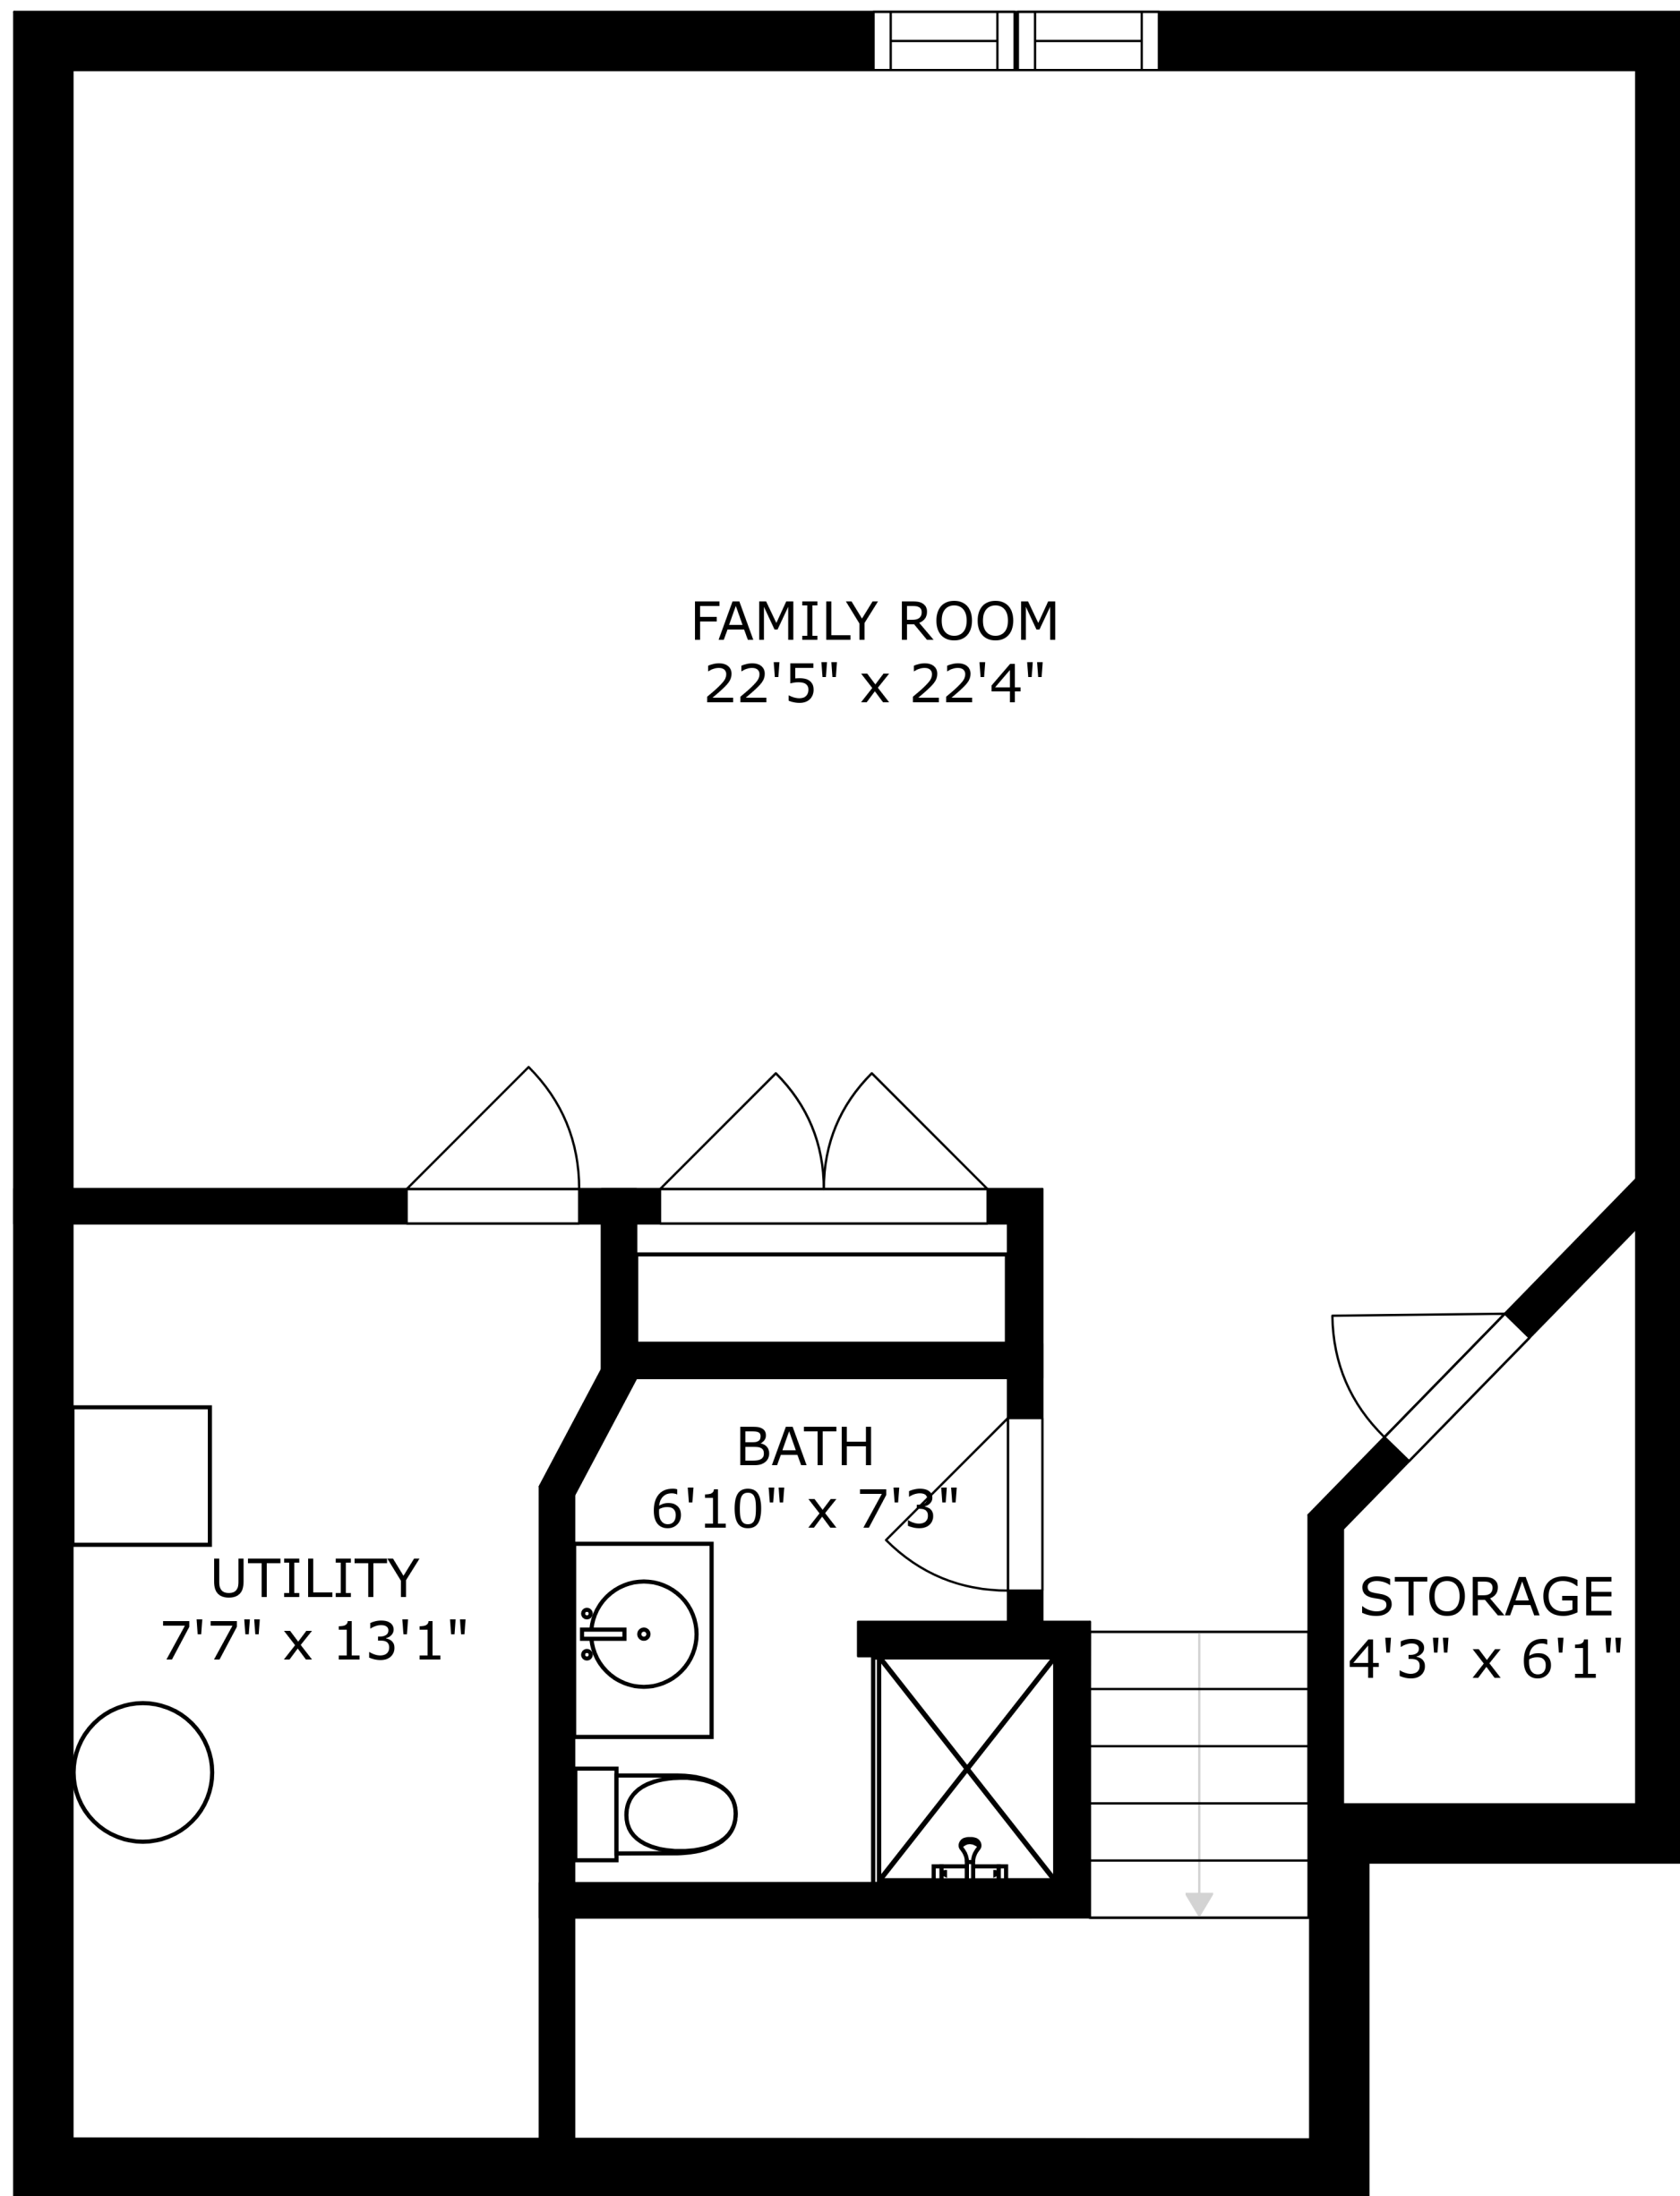 FAMILY ROOM
22'5" x 22'4"
BATH
6'10" x 7'3"
UTILITY
7'7" x 13'1"
STORAGE
4'3" x 6'1"